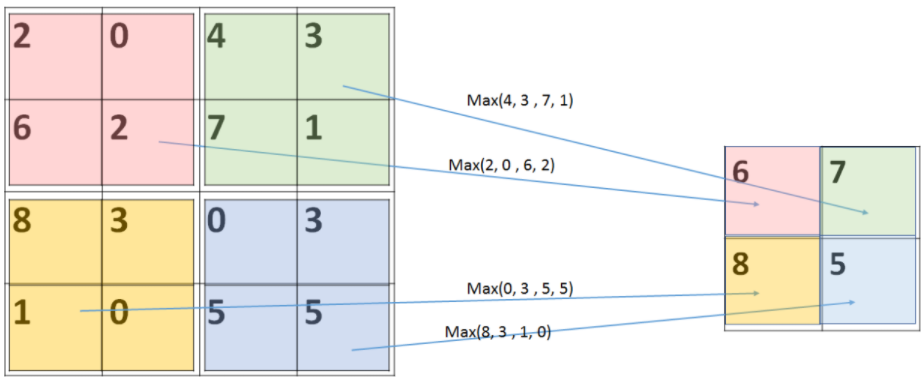 2 0 4 3
6 2 7 1
8 3 0 3
1 0 5 5
Max(4, 3 , 7, 1)
Max(2, 0 , 6, 2)
Max(0, 3 , 5, 5)
Max(8, 3 , 1, 0)
6 7
8 5